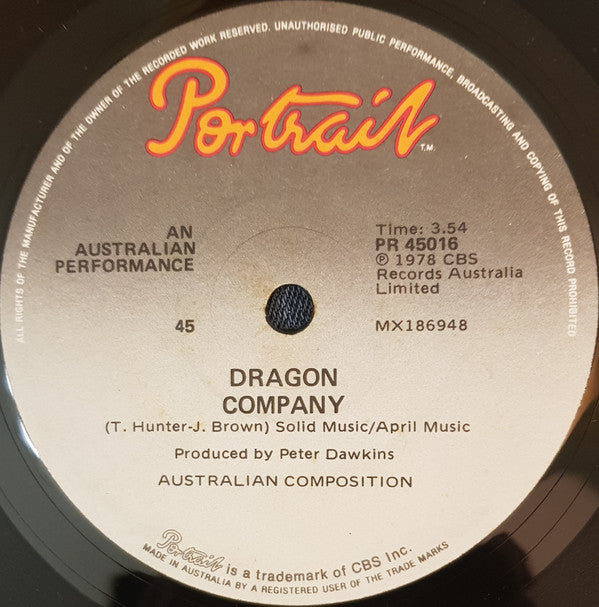 ALL RIGHTS OF THE MANUFACTURER AND OF THE OWNER OF THE RECORDED WORK RESERVED. UNAUTHORISED PUBLIC PERFORMANCE, BROADCASTING AND COPYING OF THIS RECORD PROHIBITED
Portrait T.M.
AN
AUSTRALIAN
PERFORMANCE
Time: 3.54
PR 45016
℗ 1978 CBS
Records Australia
Limited
45
MX186948
DRAGON
COMPANY
(T. Hunter-J. Brown) Solid Music/April Music
Produced by Peter Dawkins
AUSTRALIAN COMPOSITION
Portrait is a trademark of CBS Inc.
MADE IN AUSTRALIA BY A REGISTERED USER OF THE TRADE MARKS